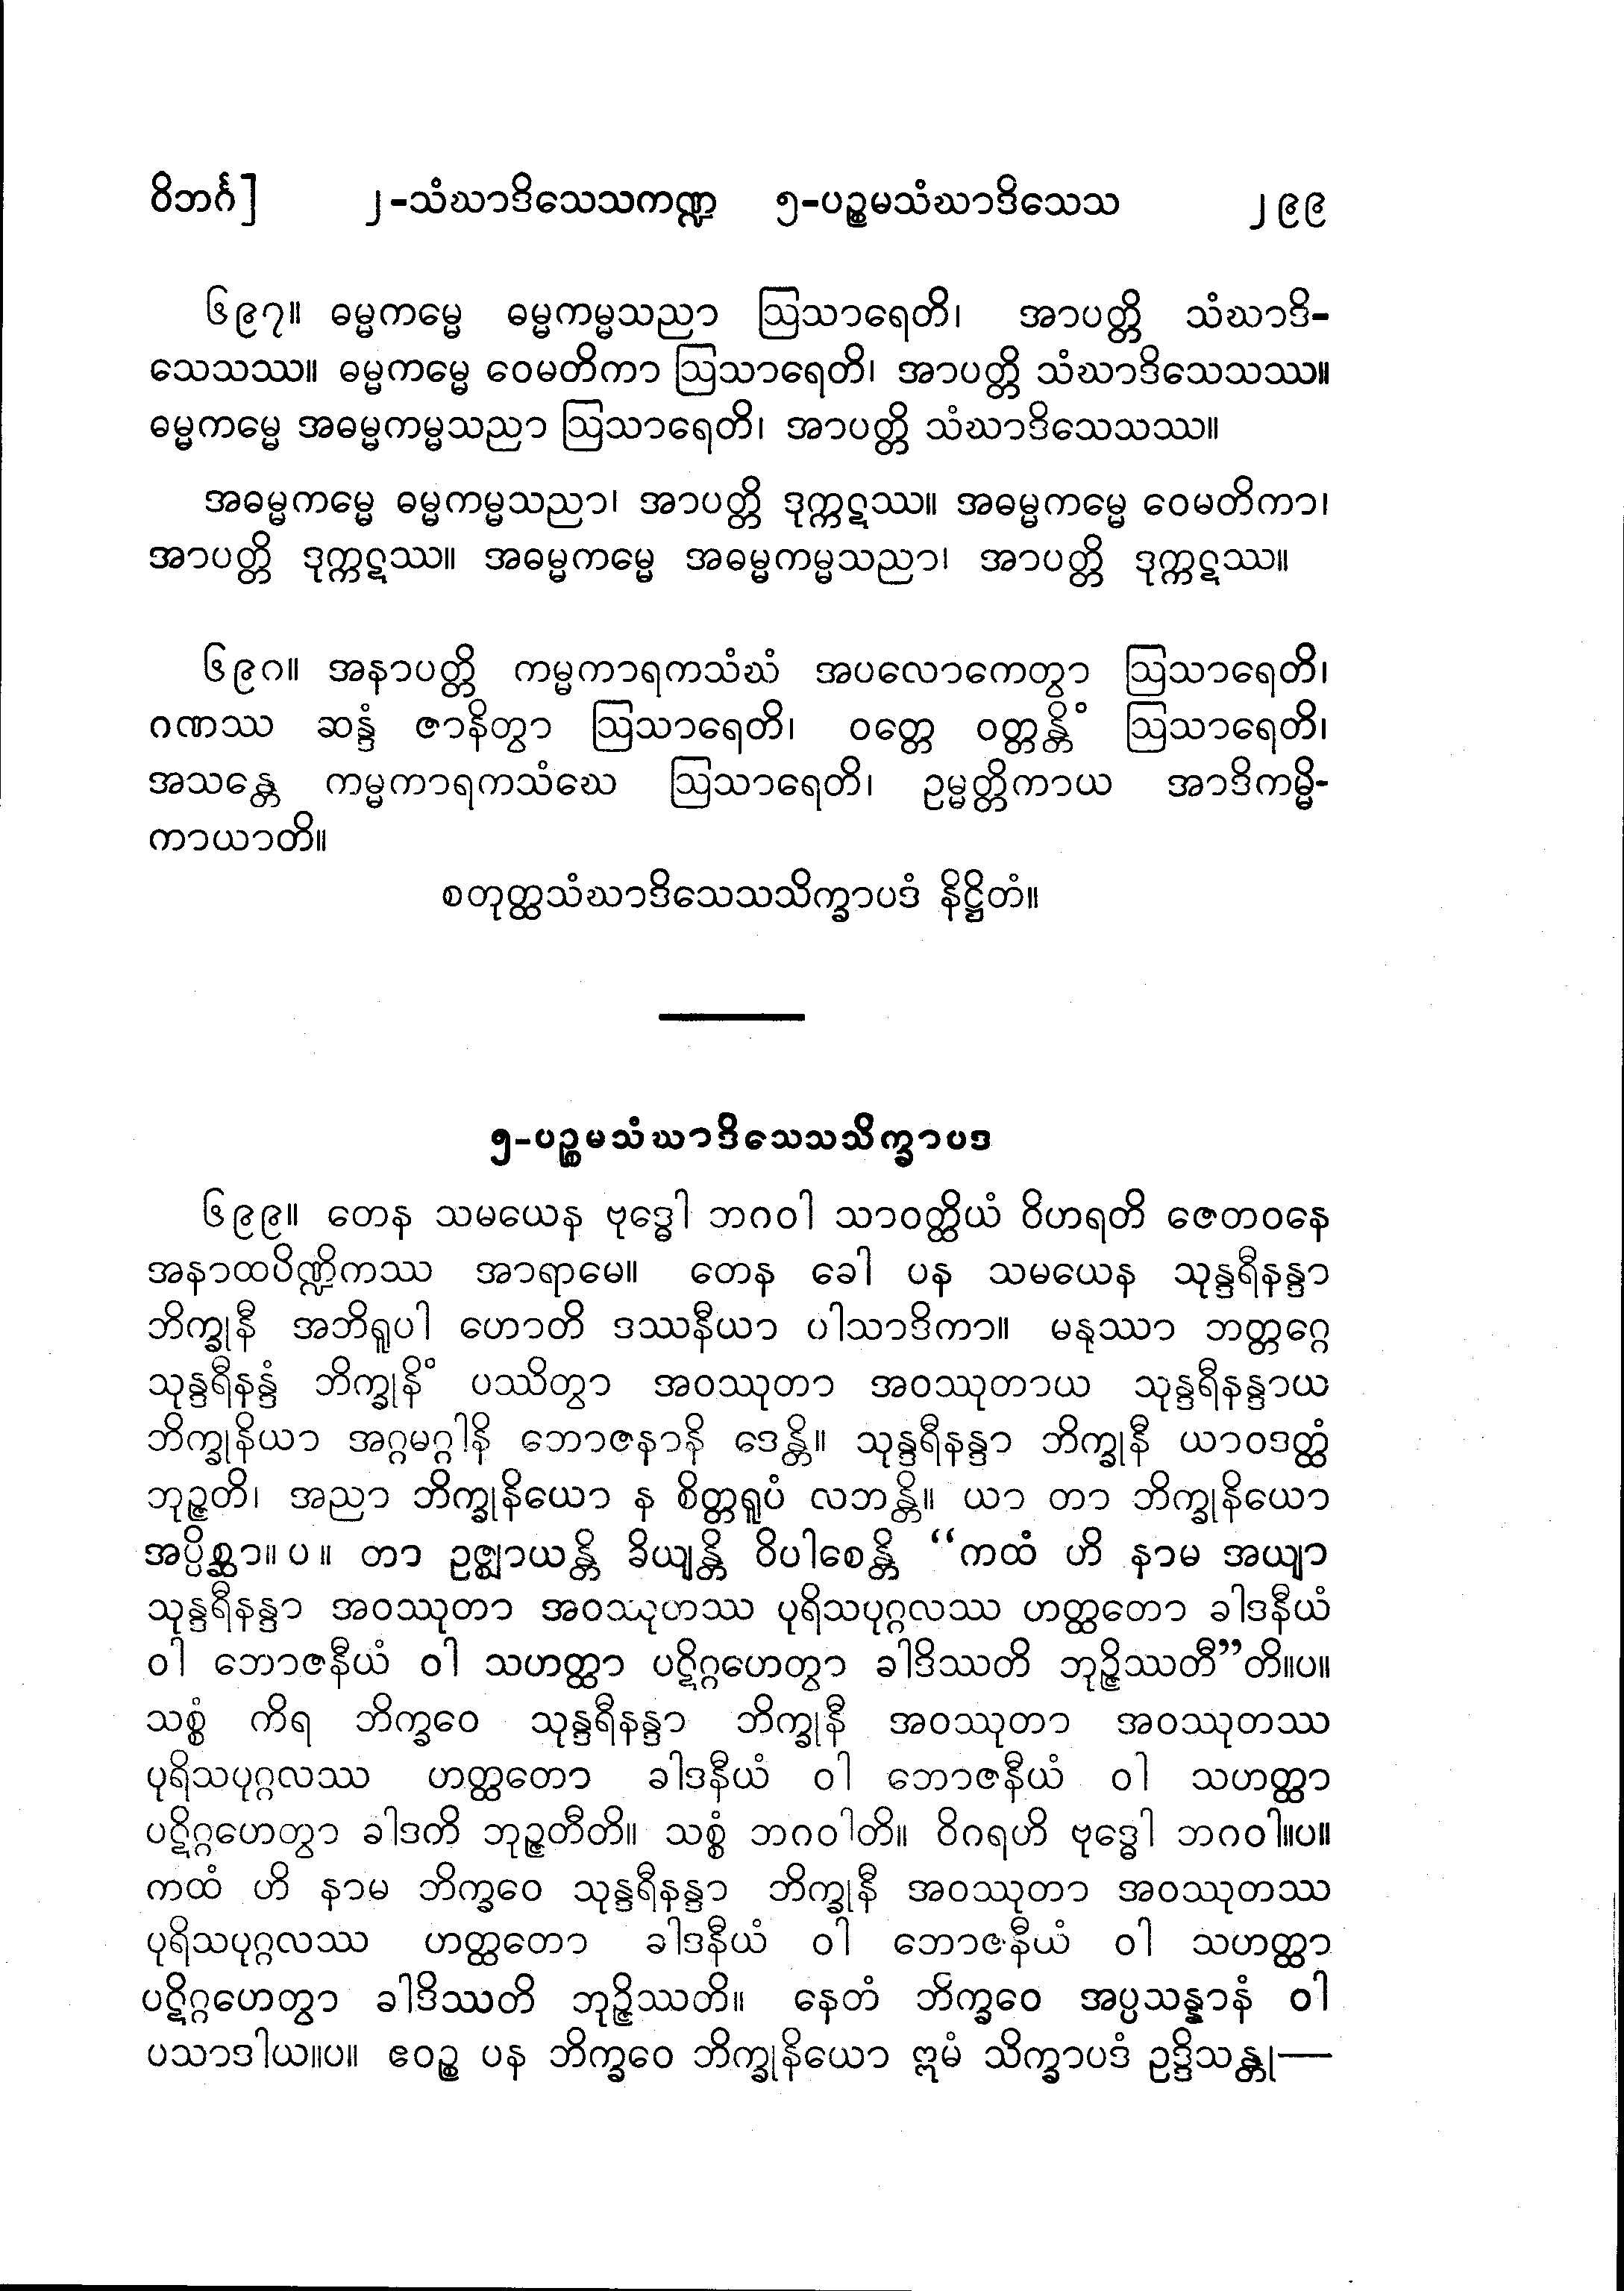 ဝိဘင်္ဂ] ၂-သံဃာဒိသေသကဏ္ဍ ၅-ပဉ္စမသံဃာဒိသေသ ၂၉၉
၆၉၇။ ဓမ္မကမ္မေ ဓမ္မကမ္မသညာ ဩသာရေတိ၊ အာပတ္တိ သံဃာဒိ-
သေသဿ။ ဓမ္မကမ္မေ ဝေမတိကာ ဩသာရေတိ၊ အာပတ္တိ သံဃာဒိသေသဿ။
ဓမ္မကမ္မေ အဓမ္မကမ္မသညာ ဩသာရေတိ၊ အာပတ္တိ သံဃာဒိသေသဿ။
အဓမ္မကမ္မေ ဓမ္မကမ္မသညာ၊ အာပတ္တိ ဒုက္ကဋဿ။ အဓမ္မကမ္မေ ဝေမတိကာ၊
အာပတ္တိ ဒုက္ကဋဿ။ အဓမ္မကမ္မေ အဓမ္မကမ္မသညာ၊ အာပတ္တိ ဒုက္ကဋဿ။
၆၉၈။ အနာပတ္တိ ကမ္မကာရကသံဃံ အပလောကေတွာ ဩသာရေတိ၊
ဂဏဿ ဆန္ဒံ ဇာနိတွာ ဩသာရေတိ၊ ဝတ္တေ ဝတ္တန္တိံ ဩသာရေတိ၊
အသန္တေ ကမ္မကာရကသံဃေ ဩသာရေတိ၊ ဥမ္မတ္တိကာယ အာဒိကမ္မိ-
ကာယာတိ။
စတုတ္ထသံဃာဒိသေသသိက္ခာပဒံ နိဋ္ဌိတံ။
၅-ပဉ္စမသံဃာဒိသေသသိက္ခာပဒ
၆၉၉။ တေန သမယေန ဗုဒ္ဓေါ ဘဂဝါ သာဝတ္ထိယံ ဝိဟရတိ ဇေတဝနေ
အနာထပိဏ္ဍိကဿ အာရာမေ။ တေန ခေါ ပန သမယေန သုန္ဒရီနန္ဒာ
ဘိက္ခုနီ အဘိရူပါ ဟောတိ ဒဿနီယာ ပါသာဒိကာ။ မနုဿာ ဘတ္တဂ္ဂေ
သုန္ဒရီနန္ဒံ ဘိက္ခုနိံ ပဿိတွာ အဝဿုတာ အဝဿုတာယ သုန္ဒရီနန္ဒာယ
ဘိက္ခုနိယာ အဂ္ဂမဂ္ဂါနိ ဘောဇနာနိ ဒေန္တိ။ သုန္ဒရီနန္ဒာ ဘိက္ခုနီ ယာဝဒတ္ထံ
ဘုဉ္ဇတိ၊ အညာ ဘိက္ခုနိယော န စိတ္တရူပံ လဘန္တိ။ ယာ တာ ဘိက္ခုနိယော
အပ္ပိစ္ဆာ။ပ။ တာ ဥဇ္ဈာယန္တိ ခိယျန္တိ ဝိပါစေန္တိ “ကထံ ဟိ နာမ အယျာ
သုန္ဒရီနန္ဒာ အဝဿုတာ အဝဿုတဿ ပုရိသပုဂ္ဂလဿ ဟတ္ထတော ခါဒနီယံ
ဝါ ဘောဇနီယံ ဝါ သဟတ္ထာ ပဋိဂ္ဂဟေတွာ ခါဒိဿတိ ဘုဉ္ဇိဿတီ”တိ။ပ။
သစ္စံ ကိရ ဘိက္ခဝေ သုန္ဒရီနန္ဒာ ဘိက္ခုနီ အဝဿုတာ အဝဿုတဿ
ပုရိသပုဂ္ဂလဿ ဟတ္ထတော ခါဒနီယံ ဝါ ဘောဇနီယံ ဝါ သဟတ္ထာ
ပဋိဂ္ဂဟေတွာ ခါဒတိ ဘုဉ္ဇတီတိ။ သစ္စံ ဘဂဝါတိ။ ဝိဂရဟိ ဗုဒ္ဓေါ ဘဂဝါ။ပ။
ကထံ ဟိ နာမ ဘိက္ခဝေ သုန္ဒရီနန္ဒာ ဘိက္ခုနီ အဝဿုတာ အဝဿုတဿ
ပုရိသပုဂ္ဂလဿ ဟတ္ထတော ခါဒနီယံ ဝါ ဘောဇနီယံ ဝါ သဟတ္ထာ
ပဋိဂ္ဂဟေတွာ ခါဒိဿတိ ဘုဉ္ဇိဿတိ။ နေတံ ဘိက္ခဝေ အပ္ပသန္နာနံ ဝါ
ပသာဒါယ။ပ။ ဧဝဉ္စ ပန ဘိက္ခဝေ ဘိက္ခုနိယော ဣမံ သိက္ခာပဒံ ဥဒ္ဒိသန္တု—